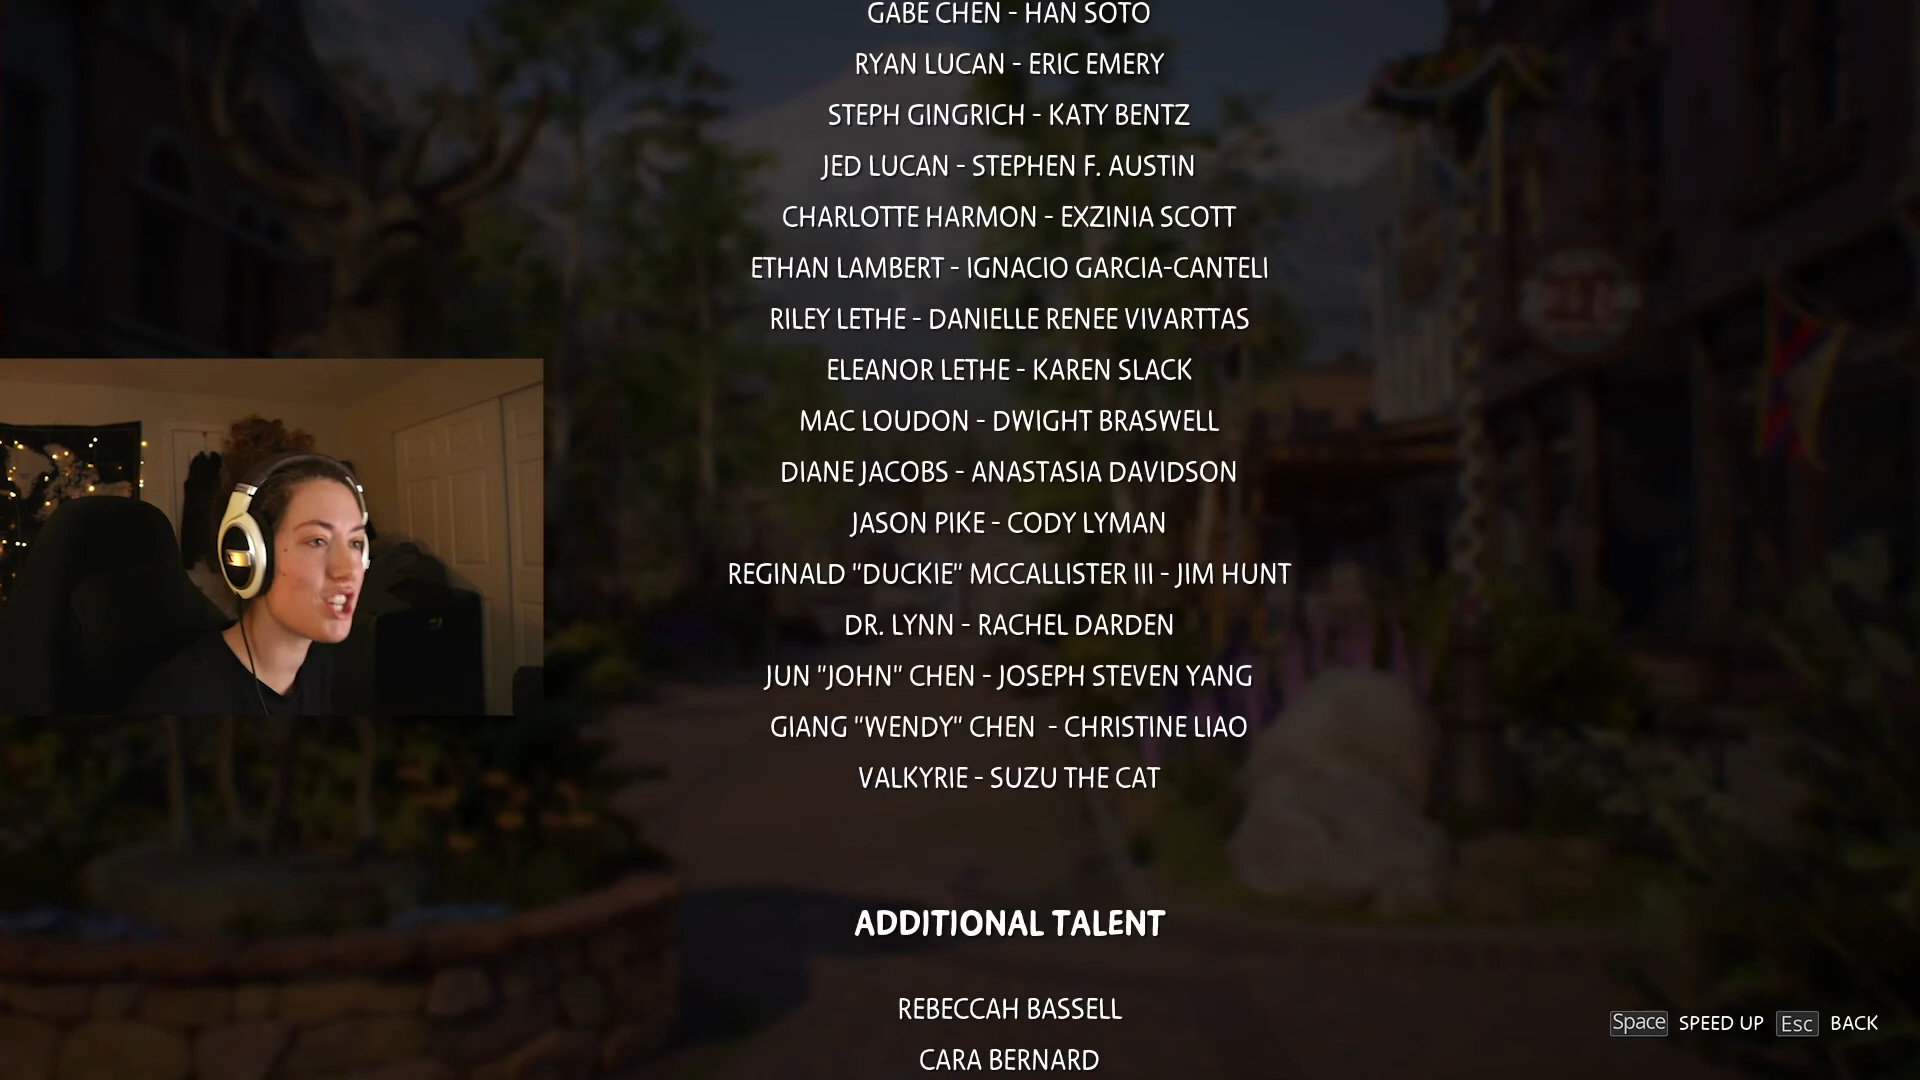 GABE CHEN - HAN SOTO
RYAN LUCAN - ERIC EMERY
STEPH GINGRICH - KATY BENTZ
JED LUCAN - STEPHEN F. AUSTIN
CHARLOTTE HARMON - EXZINIA SCOTT
ETHAN LAMBERT - IGNACIO GARCIA-CANTELI
RILEY LETHE - DANIELLE RENEE VIVARTTAS
ELEANOR LETHE - KAREN SLACK
MAC LOUDON - DWIGHT BRASWELL
DIANE JACOBS - ANASTASIA DAVIDSON
JASON PIKE - CODY LYMAN
REGINALD "DUCKIE" MCCALLISTER III - JIM HUNT
DR. LYNN - RACHEL DARDEN
JUN "JOHN" CHEN - JOSEPH STEVEN YANG
GIANG "WENDY" CHEN - CHRISTINE LIAO
VALKYRIE - SUZU THE CAT
ADDITIONAL TALENT
REBECCAH BASSELL
CARA BERNARD
Space SPEED UP Esc BACK